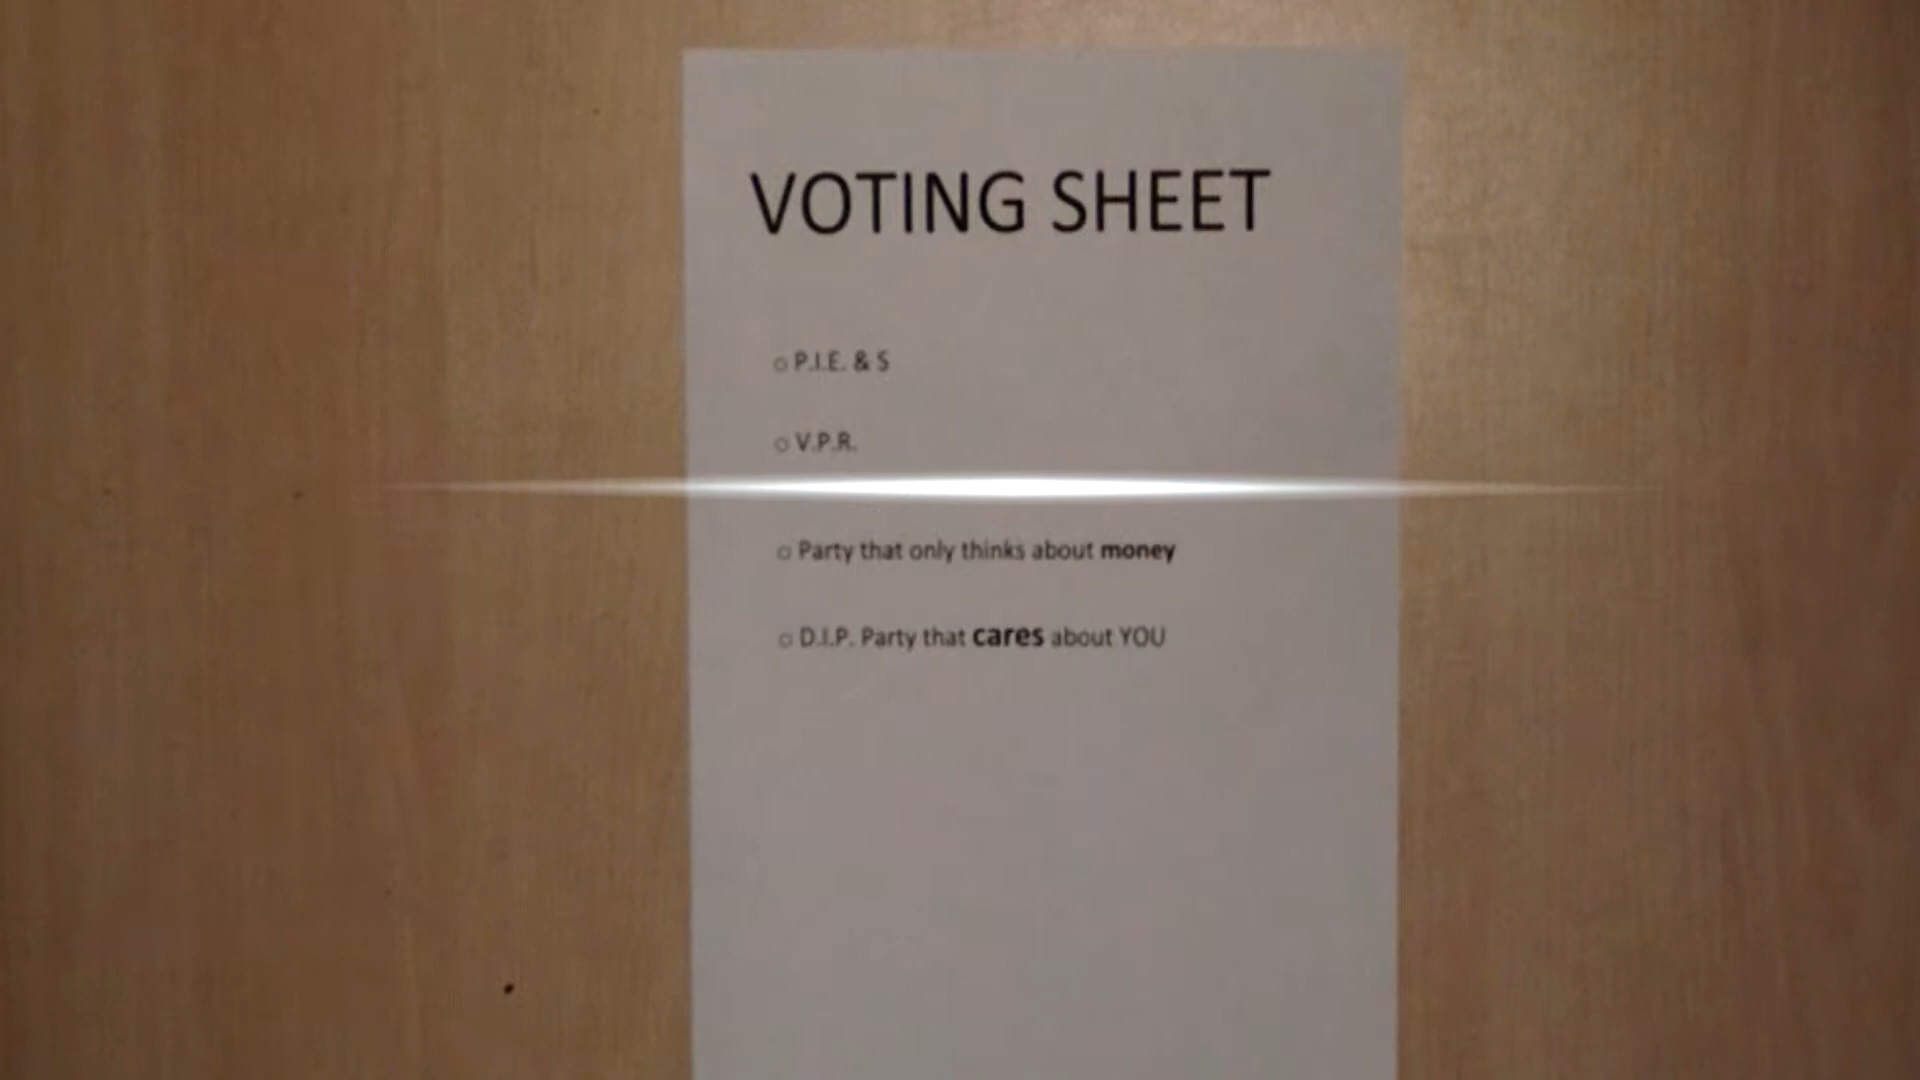 VOTING SHEET
○ P.I.E. & S
○ V.P.R.
○ Party that only thinks about money
○ D.I.P. Party that cares about YOU